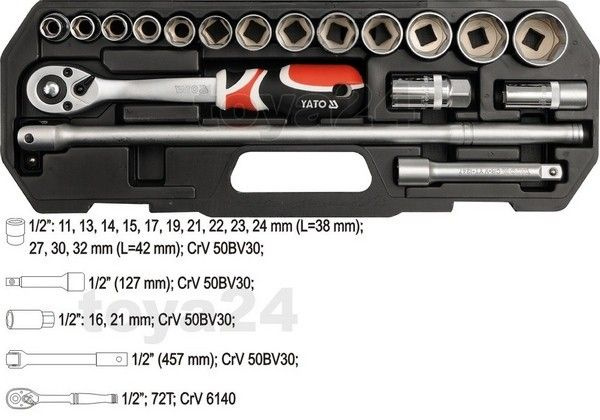 YATO
toya24
1/2": 11, 13, 14, 15, 17, 19, 21, 22, 23, 24 mm (L=38 mm);
27, 30, 32 mm (L=42 mm); CrV 50BV30;
1/2" (127 mm); CrV 50BV30;
toya24
1/2": 16, 21 mm; CrV 50BV30;
1/2" (457 mm); CrV 50BV30;
1/2"; 72T; CrV 6140